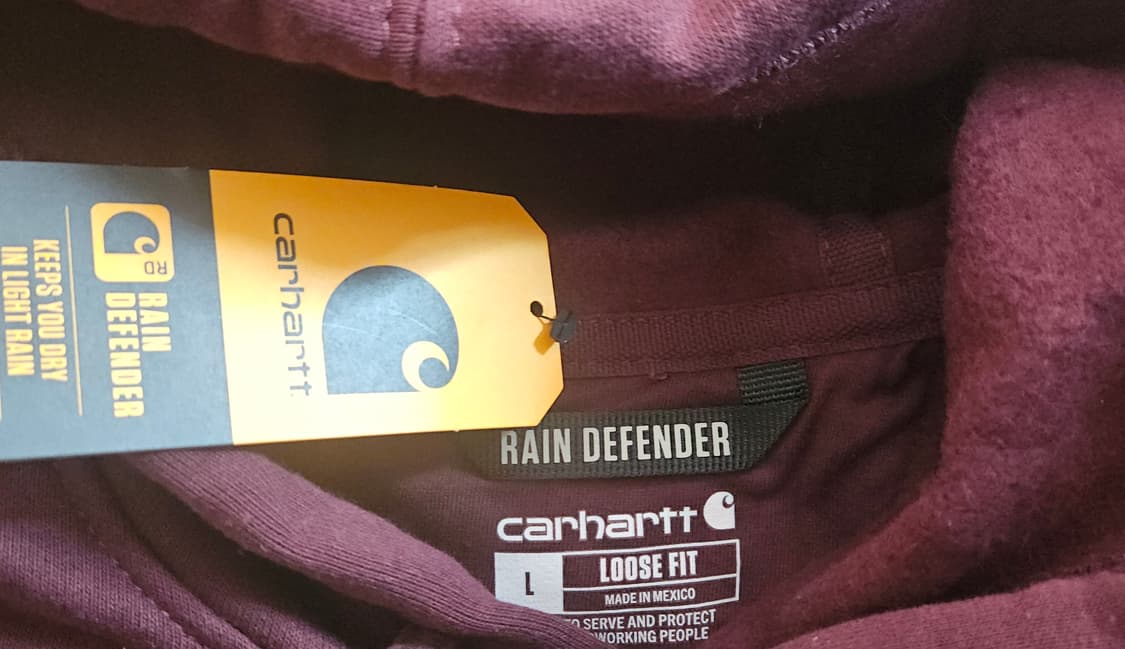 carhartt
RD
RAIN
DEFENDER
KEEPS YOU DRY
IN LIGHT RAIN
RAIN DEFENDER
carhartt
L
LOOSE FIT
MADE IN MEXICO
TO SERVE AND PROTECT
WORKING PEOPLE